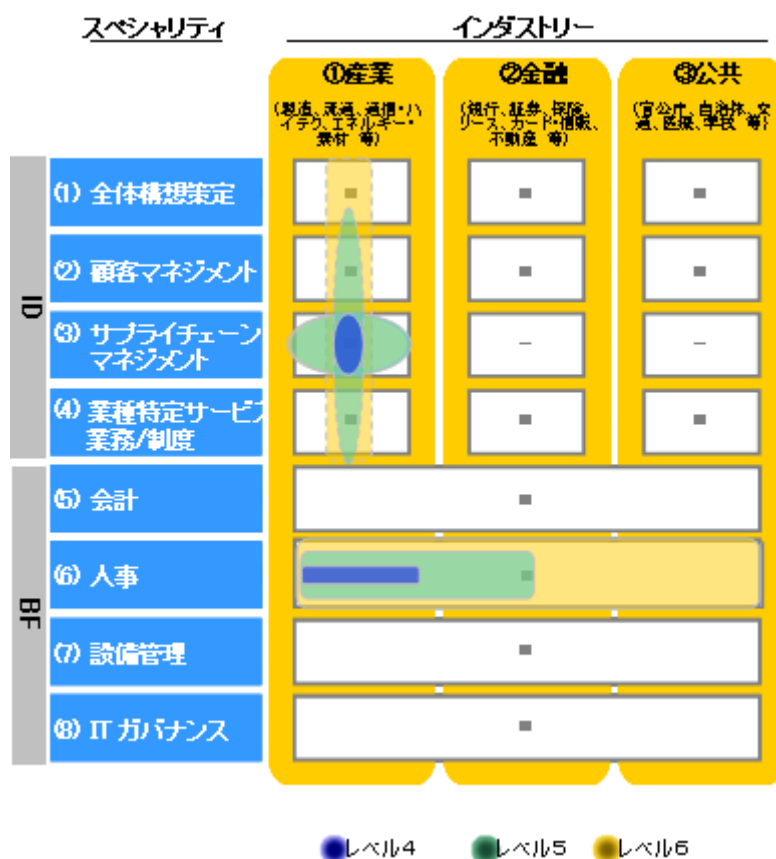 スペシャリティ
インダストリー
①産業
②金融
③公共
(製造、流通、通信・ハ
イテク、エネルギー・
素材 等)
(銀行、証券、保険、
リース、カード・信販、
不動産 等)
(官公庁、自治体、交
通、医療、学校 等)
ID
(1) 全体構想策定
■
■
■
(2) 顧客マネジメント
■
■
■
(3) サプライチェーン
マネジメント
−
−
(4) 業種特定サービス
業務/制度
■
■
■
BF
(5) 会計
■
(6) 人事
■
(7) 設備管理
■
(8) IT ガバナンス
■
レベル4
レベル5
レベル6